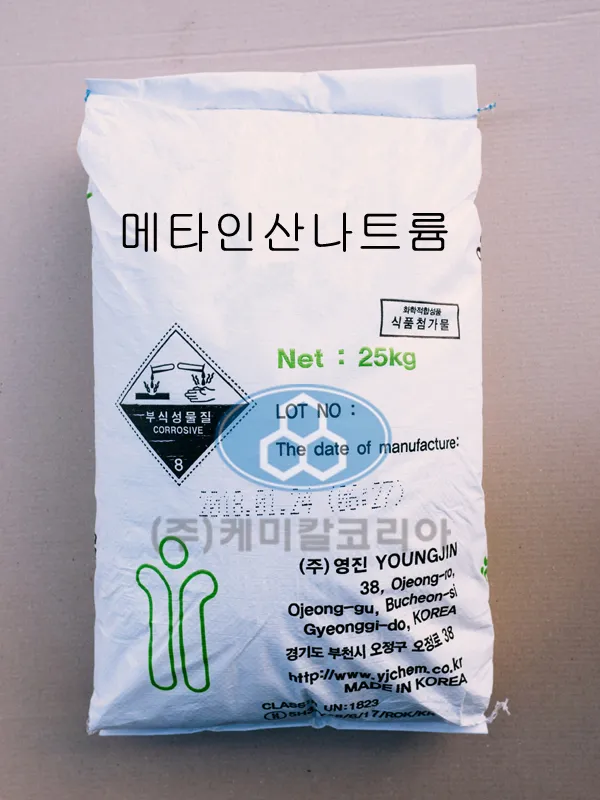 메타인산나트륨
화학적합성품
식품첨가물
Net : 25kg
부식성물질
CORROSIVE
8
LOT NO :
The date of manufacture:
2018.01.24 (06:27)
(주)케미칼코리아
(주)영진 YOUNGJIN
38, Ojeong-ro,
Ojeong-gu, Bucheon-si
Gyeonggi-do, KOREA
경기도 부천시 오정구 오정로 38
http://www.yjchem.co.kr
MADE IN KOREA
UN:1823